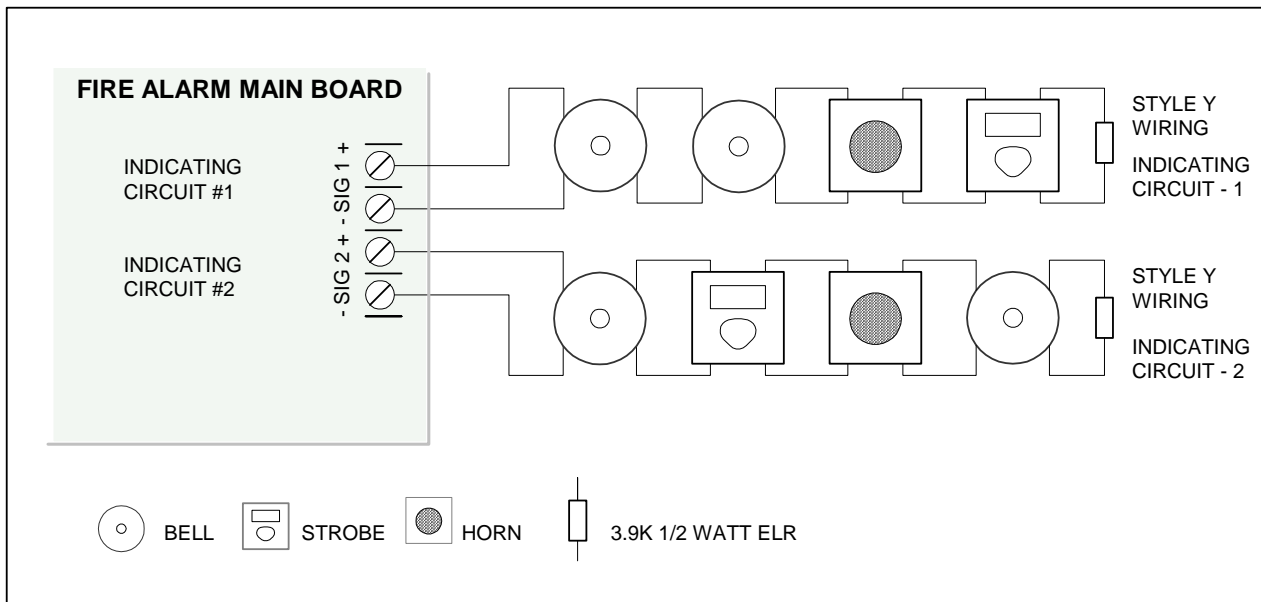 FIRE ALARM MAIN BOARD
INDICATING
CIRCUIT #1
- SIG 1 +
INDICATING
CIRCUIT #2
- SIG 2 +
STYLE Y
WIRING
INDICATING
CIRCUIT - 1
STYLE Y
WIRING
INDICATING
CIRCUIT - 2
BELL
STROBE
HORN
3.9K 1/2 WATT ELR